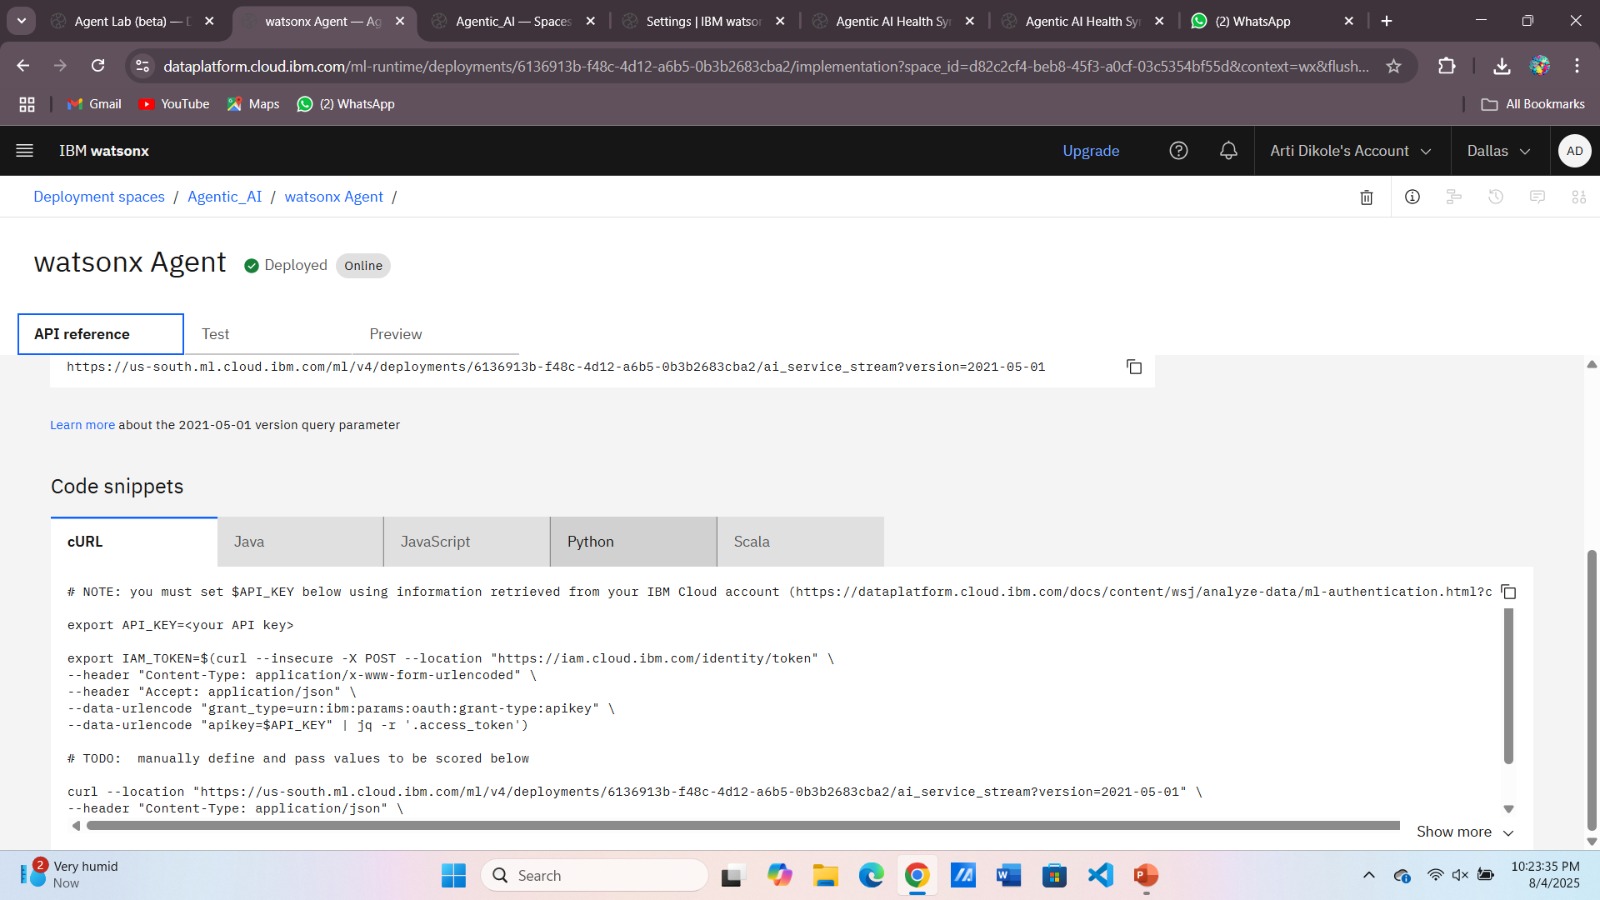 Agent Lab (beta) — D
watsonx Agent — Ag
Agentic_AI — Spaces
Settings | IBM watson
Agentic AI Health Sy
Agentic AI Health Sy
(2) WhatsApp
dataplatform.cloud.ibm.com/ml-runtime/deployments/6136913b-f48c-4d12-a6b5-0b3b2683cba2/implementation?space_id=d82c2cf4-beb8-45f3-a0cf-03c5354bf55d&context=wx&flush...
Gmail
YouTube
Maps
(2) WhatsApp
All Bookmarks
IBM watsonx
Upgrade
Arti Dikole's Account
Dallas
AD
Deployment spaces / Agentic_AI / watsonx Agent /
watsonx Agent
Deployed
Online
API reference
Test
Preview
https://us-south.ml.cloud.ibm.com/ml/v4/deployments/6136913b-f48c-4d12-a6b5-0b3b2683cba2/ai_service_stream?version=2021-05-01
Learn more about the 2021-05-01 version query parameter
Code snippets
cURL
Java
JavaScript
Python
Scala
# NOTE: you must set $API_KEY below using information retrieved from your IBM Cloud account (https://dataplatform.cloud.ibm.com/docs/content/wsj/analyze-data/ml-authentication.html?c
export API_KEY=<your API key>
export IAM_TOKEN=$(curl --insecure -X POST --location "https://iam.cloud.ibm.com/identity/token" \
--header "Content-Type: application/x-www-form-urlencoded" \
--header "Accept: application/json" \
--data-urlencode "grant_type=urn:ibm:params:oauth:grant-type:apikey" \
--data-urlencode "apikey=$API_KEY" | jq -r '.access_token')
# TODO:  manually define and pass values to be scored below
curl --location "https://us-south.ml.cloud.ibm.com/ml/v4/deployments/6136913b-f48c-4d12-a6b5-0b3b2683cba2/ai_service_stream?version=2021-05-01" \
--header "Content-Type: application/json" \
Show more
2
Very humid
Now
Search
10:23:35 PM
8/4/2025